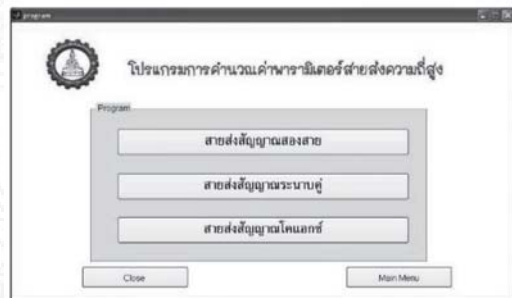 program
โปรแกรมการคำนวณค่าพารามิเตอร์สายส่งความถี่สูง
Program
สายส่งสัญญาณสองสาย
สายส่งสัญญาณระนาบคู่
สายส่งสัญญาณโคแอกซ์
Close
Main Menu